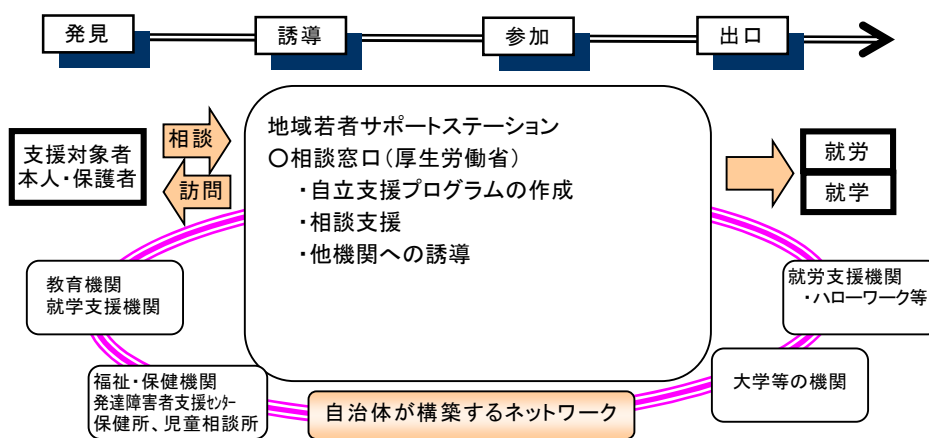 発見
誘導
参加
出口
支援対象者
本人・保護者
相談
訪問
地域若者サポートステーション
○相談窓口（厚生労働省）
・自立支援プログラムの作成
・相談支援
・他機関への誘導
就労
就学
教育機関
就学支援機関
就労支援機関
・ハローワーク等
福祉・保健機関
発達障害者支援ｾﾝﾀｰ
保健所、児童相談所
自治体が構築するネットワーク
大学等の機関